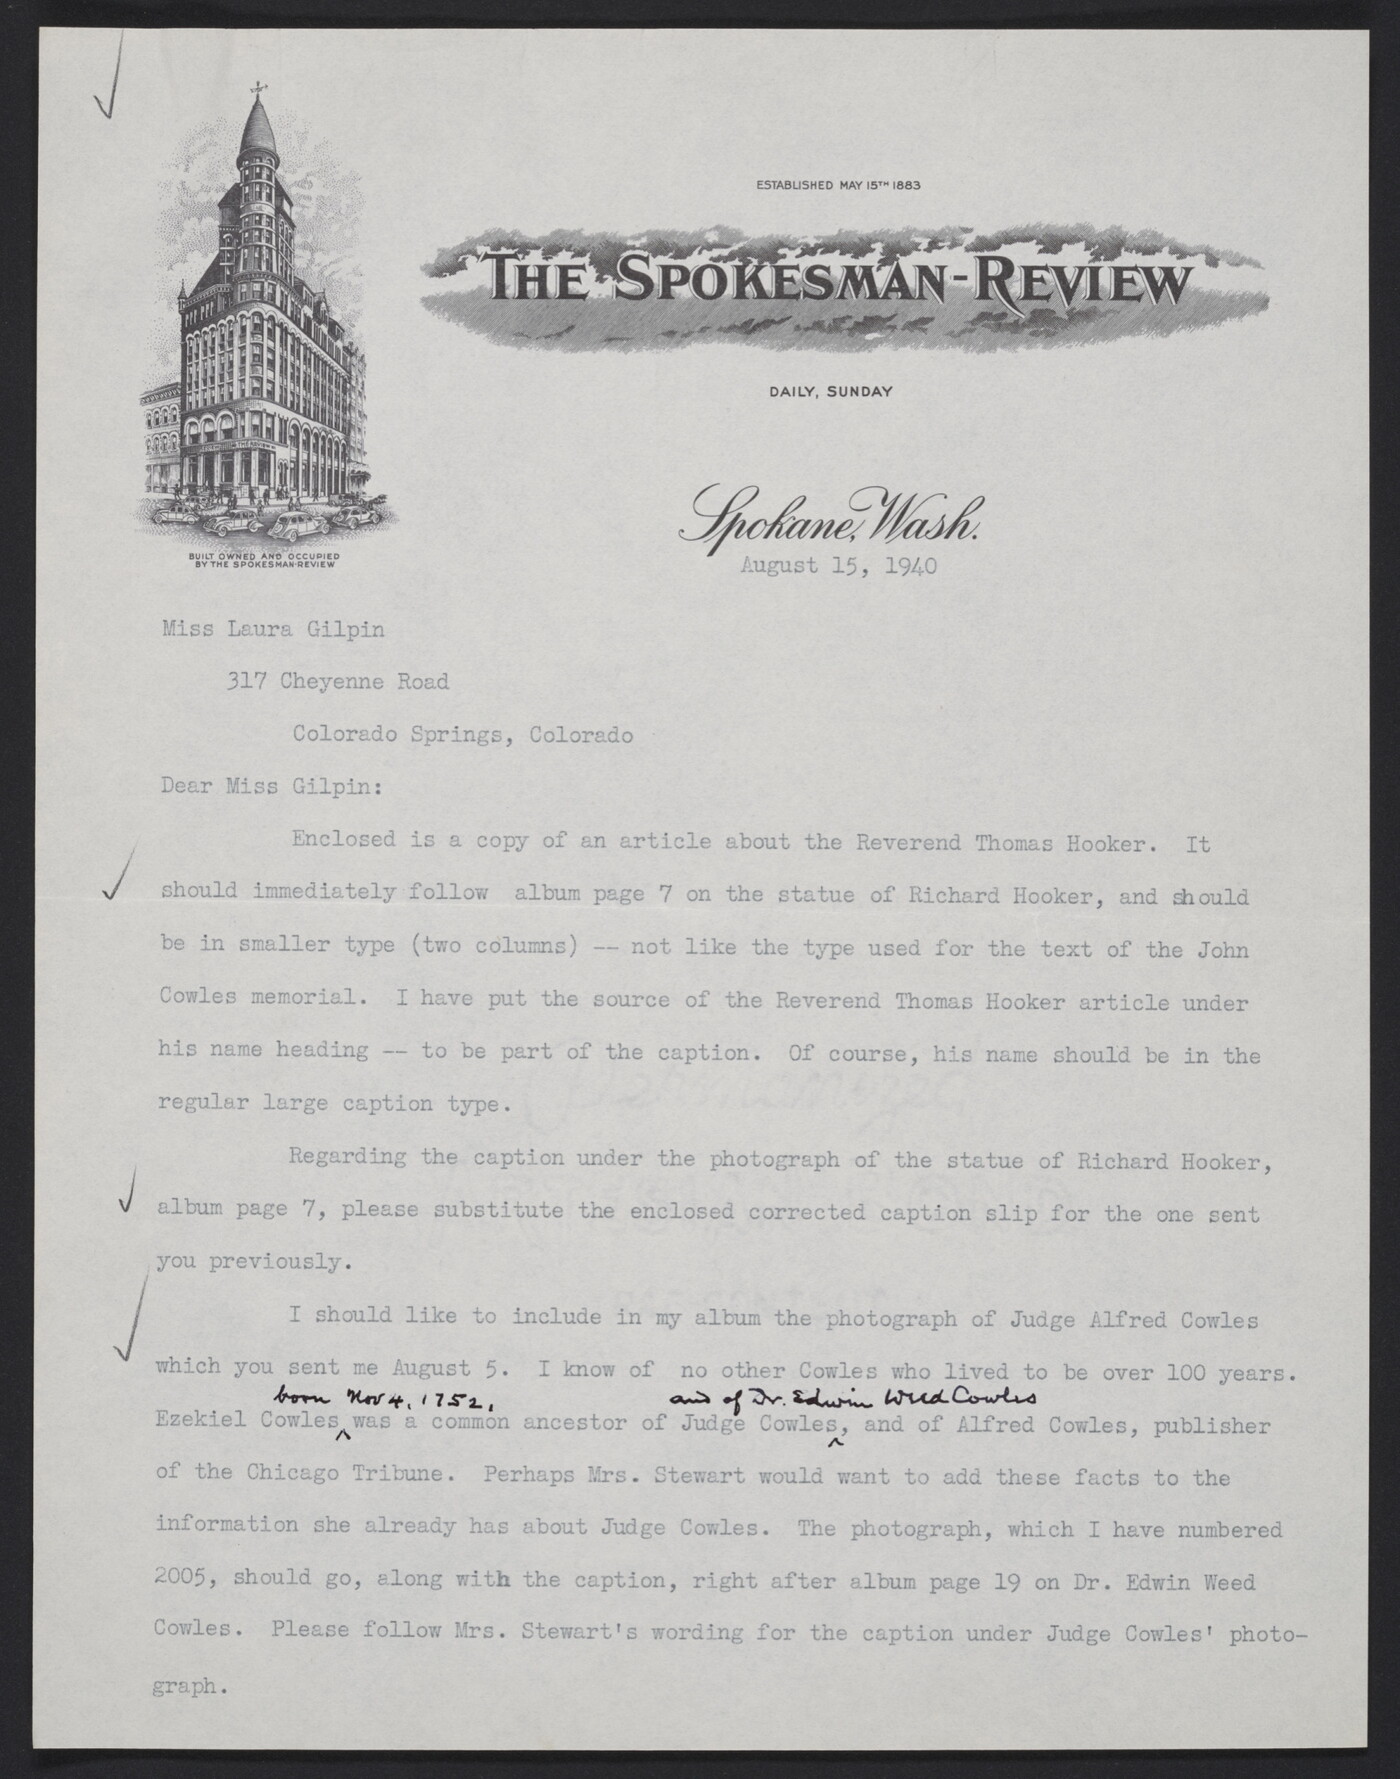 ESTABLISHED MAY 15TH 1883
THE SPOKESMAN-REVIEW
DAILY, SUNDAY
BUILT OWNED AND OCCUPIED
BY THE SPOKESMAN-REVIEW
Spokane, Wash.
August 15, 1940
Miss Laura Gilpin
317 Cheyenne Road
Colorado Springs, Colorado
Dear Miss Gilpin:
Enclosed is a copy of an article about the Reverend Thomas Hooker. It
should immediately follow album page 7 on the statue of Richard Hooker, and should
be in smaller type (two columns) -- not like the type used for the text of the John
Cowles memorial. I have put the source of the Reverend Thomas Hooker article under
his name heading -- to be part of the caption. Of course, his name should be in the
regular large caption type.
Regarding the caption under the photograph of the statue of Richard Hooker,
album page 7, please substitute the enclosed corrected caption slip for the one sent
you previously.
I should like to include in my album the photograph of Judge Alfred Cowles
which you sent me August 5. I know of no other Cowles who lived to be over 100 years.
born Nov 4, 1752, and of Dr. Edwin Weed Cowles
Ezekiel Cowles ‸ was a common ancestor of Judge Cowles ‸, and of Alfred Cowles, publisher
of the Chicago Tribune. Perhaps Mrs. Stewart would want to add these facts to the
information she already has about Judge Cowles. The photograph, which I have numbered
2005, should go, along with the caption, right after album page 19 on Dr. Edwin Weed
Cowles. Please follow Mrs. Stewart's wording for the caption under Judge Cowles' photo-
graph.